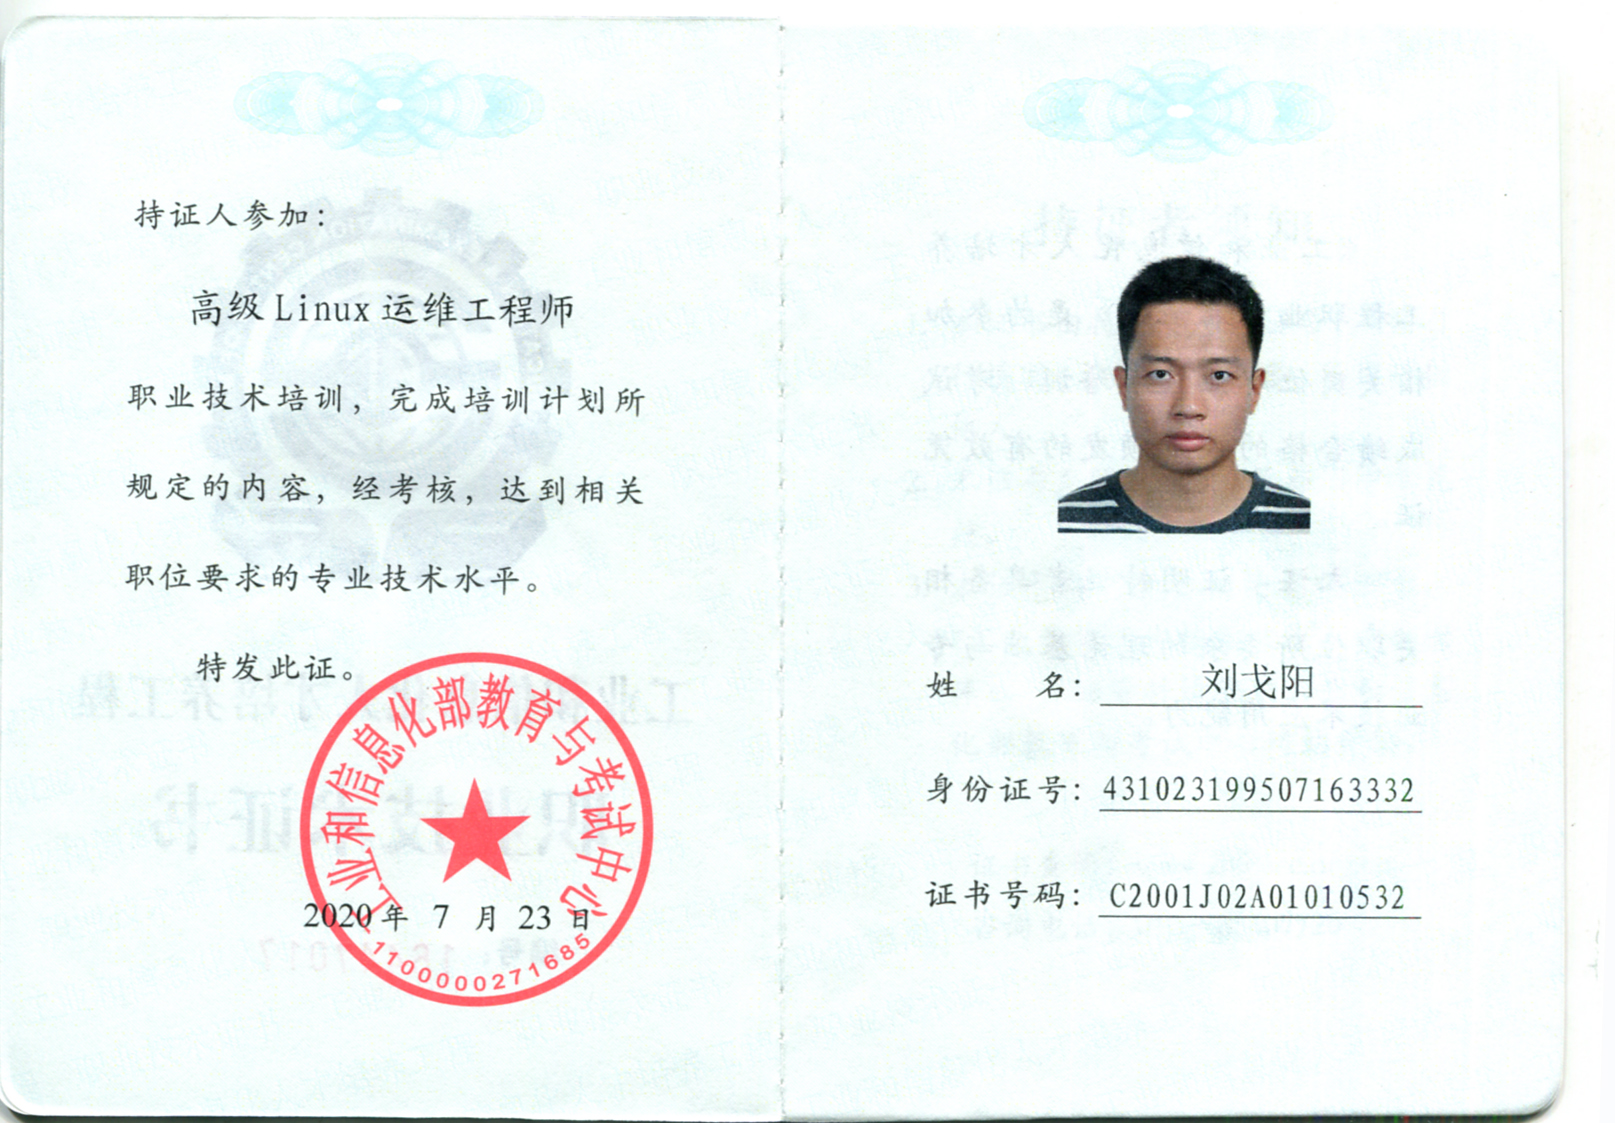 持证人参加：
高级Linux运维工程师
职业技术培训，完成培训计划所
规定的内容，经考核，达到相关
职位要求的专业技术水平。
特发此证。
工业和信息化部教育与考试中心
2020年 7 月 23 日
1100000271685
姓 名： 刘戈阳
身份证号： 431023199507163332
证书号码： C2001J02A01010532